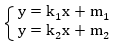 y = k₁x + m₁
y = k₂x + m₂